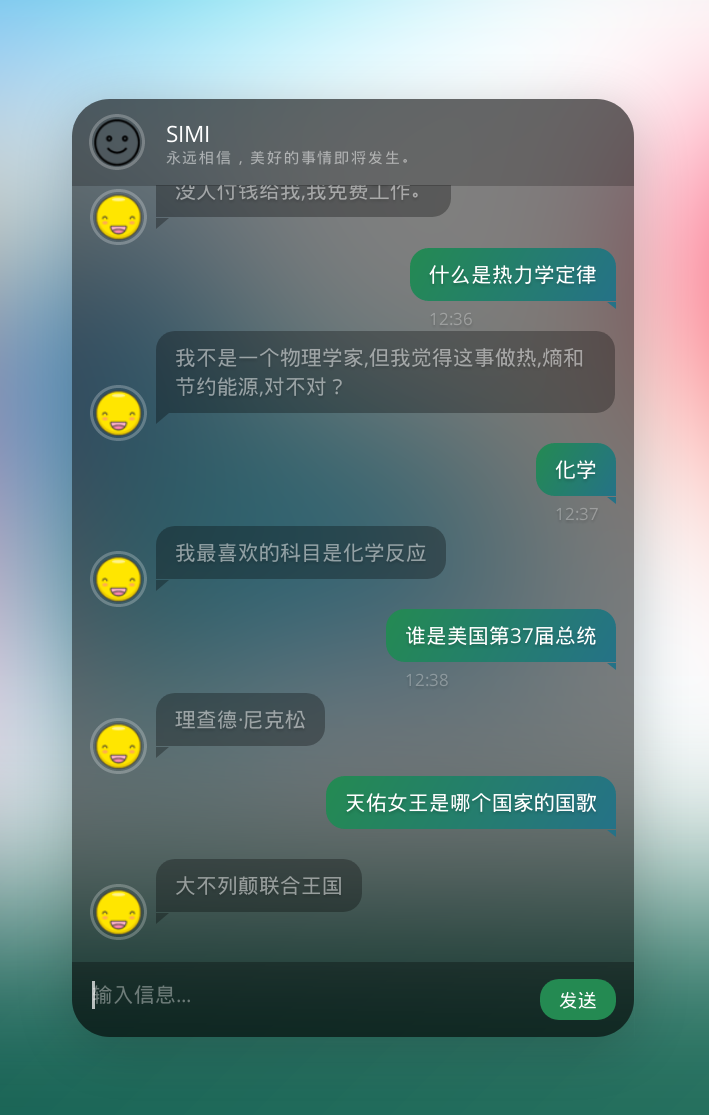 SIMI
永远相信，美好的事情即将发生。
没人付钱给我,我免费工作。
什么是热力学定律
12:36
我不是一个物理学家,但我觉得这事做热,熵和
节约能源,对不对？
化学
12:37
我最喜欢的科目是化学反应
谁是美国第37届总统
12:38
理查德·尼克松
天佑女王是哪个国家的国歌
大不列颠联合王国
输入信息...
发送